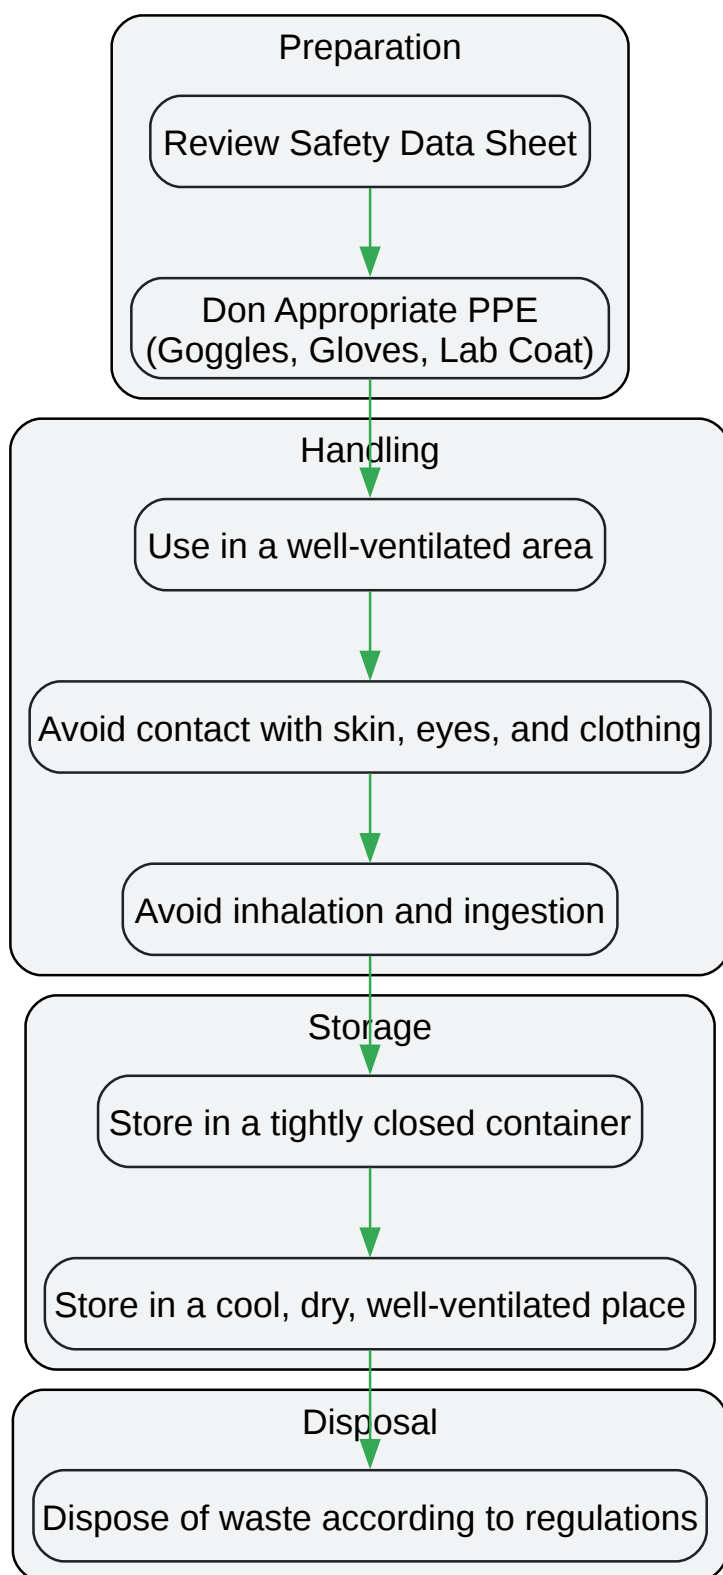 Preparation
Review Safety Data Sheet
Don Appropriate PPE
(Goggles, Gloves, Lab Coat)
Handling
Use in a well-ventilated area
Avoid contact with skin, eyes, and clothing
Avoid inhalation and ingestion
Storage
Store in a tightly closed container
Store in a cool, dry, well-ventilated place
Disposal
Dispose of waste according to regulations